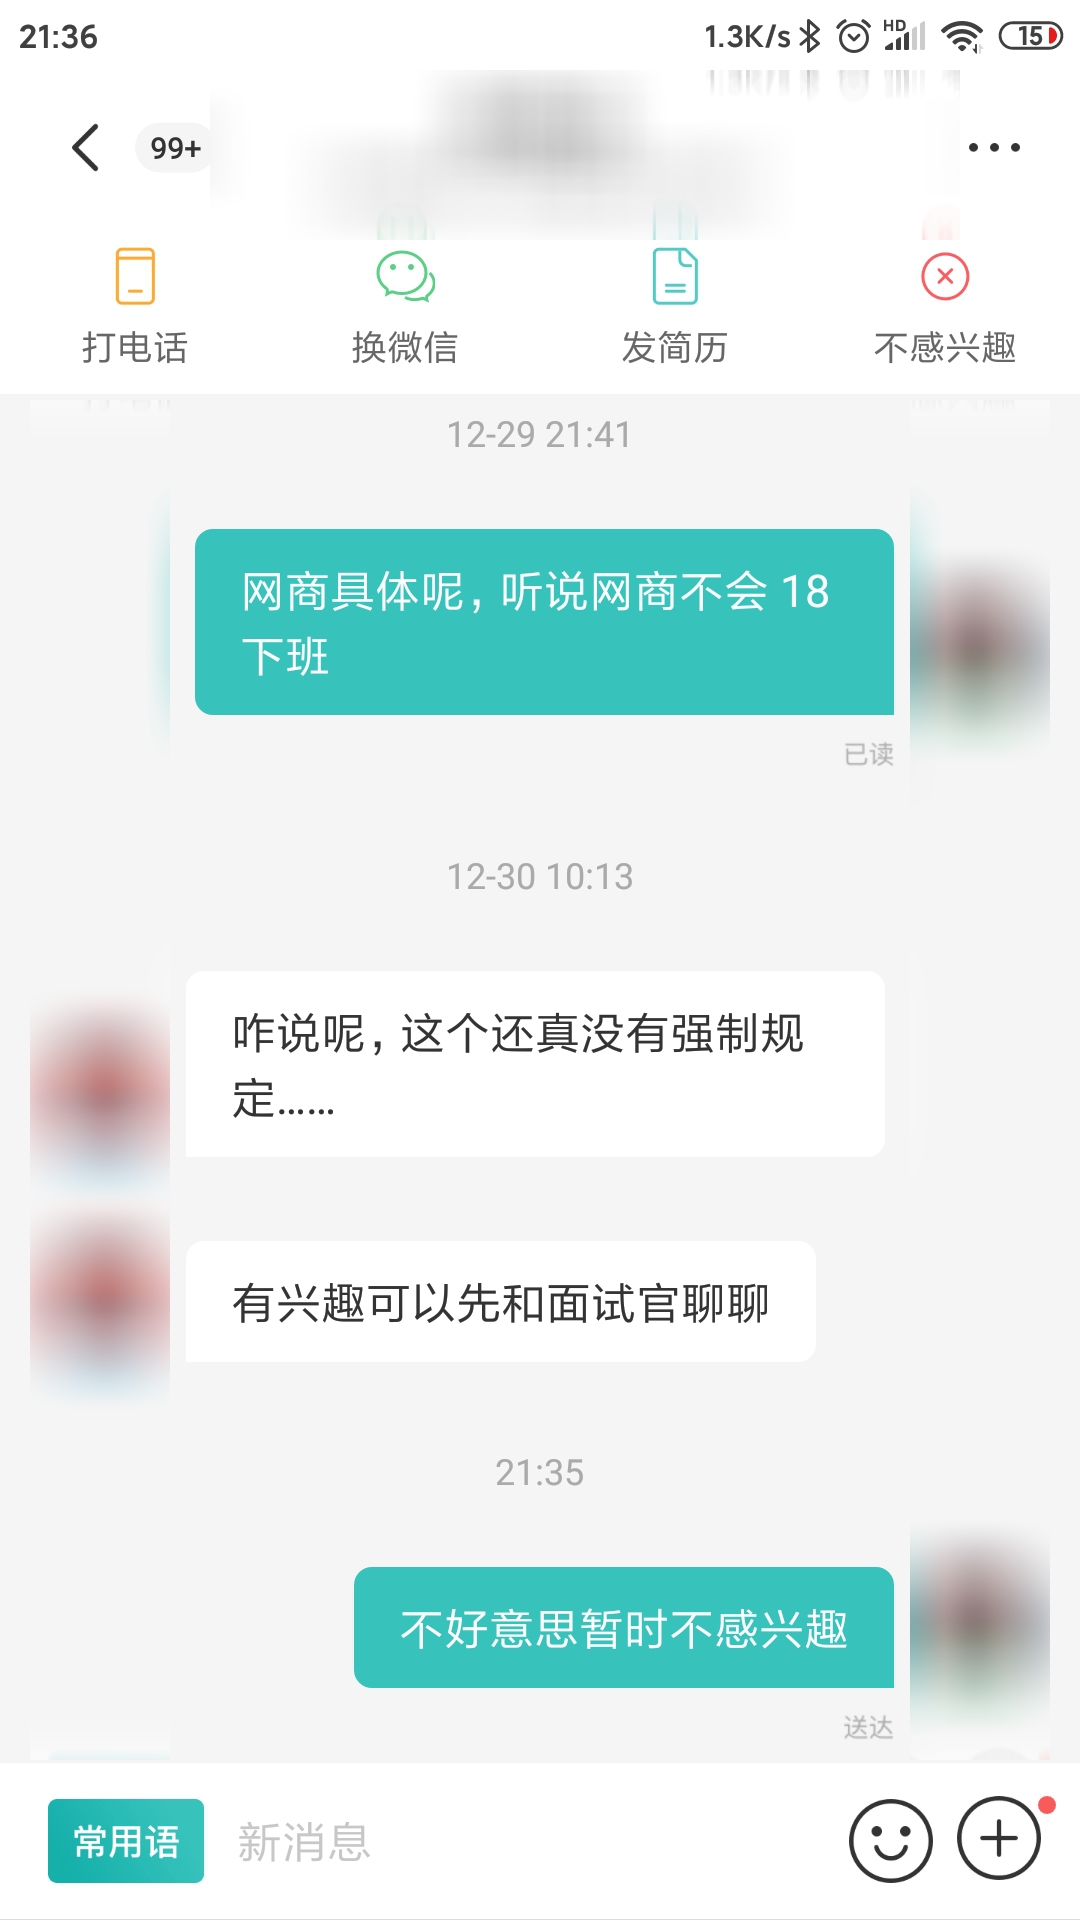 21:36
1.3K/s
HD
15
99+
打电话
换微信
发简历
不感兴趣
12-29 21:41
网商具体呢，听说网商不会 18
下班
已读
12-30 10:13
咋说呢，这个还真没有强制规
定……
有兴趣可以先和面试官聊聊
21:35
不好意思暂时不感兴趣
送达
常用语
新消息